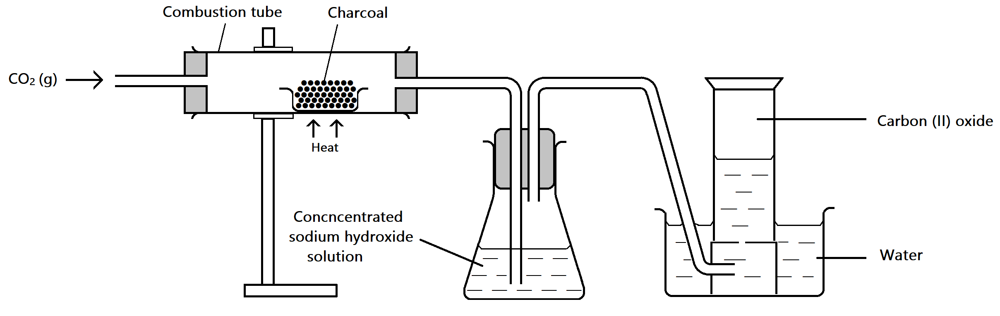 Combustion tube
Charcoal
CO₂ (g)
Heat
Carbon (II) oxide
Concncentrated
sodium hydroxide
solution
Water